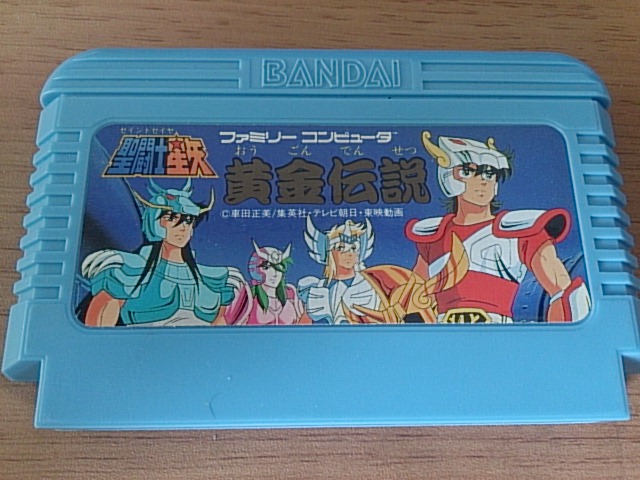 BANDAI
セイントセイヤ
聖闘士星矢
ファミリー コンピュータ
おう ごん でん せつ
黄金伝説
©車田正美/集英社・テレビ朝日・東映動画